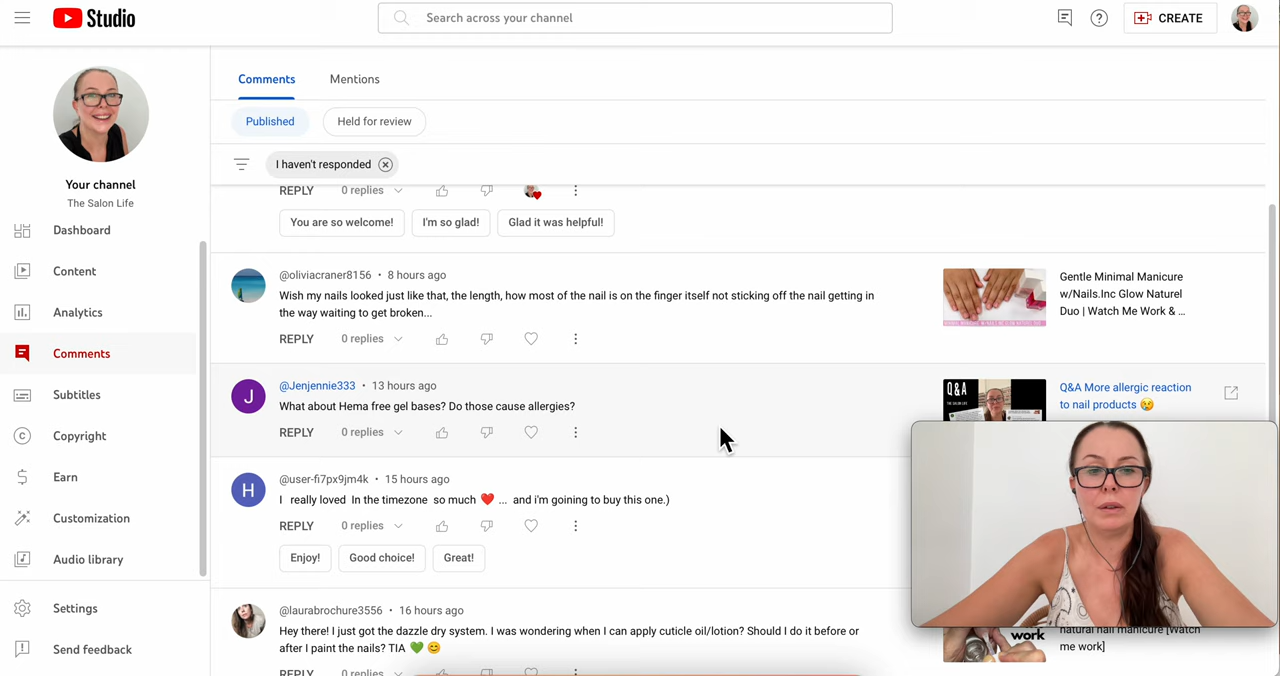 Studio
Search across your channel
CREATE
Your channel
The Salon Life
Dashboard
Content
Analytics
Comments
Subtitles
Copyright
Earn
Customization
Audio library
Settings
Send feedback
Comments
Mentions
Published
Held for review
I haven't responded
REPLY 0 replies
You are so welcome! I'm so glad! Glad it was helpful!
@oliviacraner8156 • 8 hours ago
Wish my nails looked just like that, the length, how most of the nail is on the finger itself not sticking off the nail getting in
the way waiting to get broken...
REPLY 0 replies
Gentle Minimal Manicure
w/Nails.Inc Glow Naturel
Duo | Watch Me Work & ...
@Jenjennie333 • 13 hours ago
What about Hema free gel bases? Do those cause allergies?
REPLY 0 replies
Q&A
Q&A More allergic reaction
to nail products 😢
@user-fi7px9jm4k • 15 hours ago
I really loved In the timezone so much ❤️ ... and i'm goining to buy this one.)
REPLY 0 replies
Enjoy! Good choice! Great!
@laurabrochure3556 • 16 hours ago
Hey there! I just got the dazzle dry system. I was wondering when I can apply cuticle oil/lotion? Should I do it before or
after I paint the nails? TIA 💚 😊
REPLY 0 replies
work
natural nail manicure [Watch
me work]